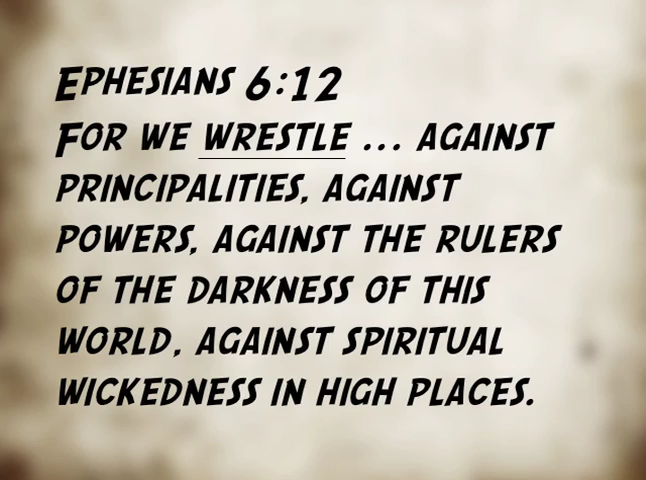 Ephesians 6:12
For we wrestle ... against
principalities, against
powers, against the rulers
of the darkness of this
world, against spiritual
wickedness in high places.